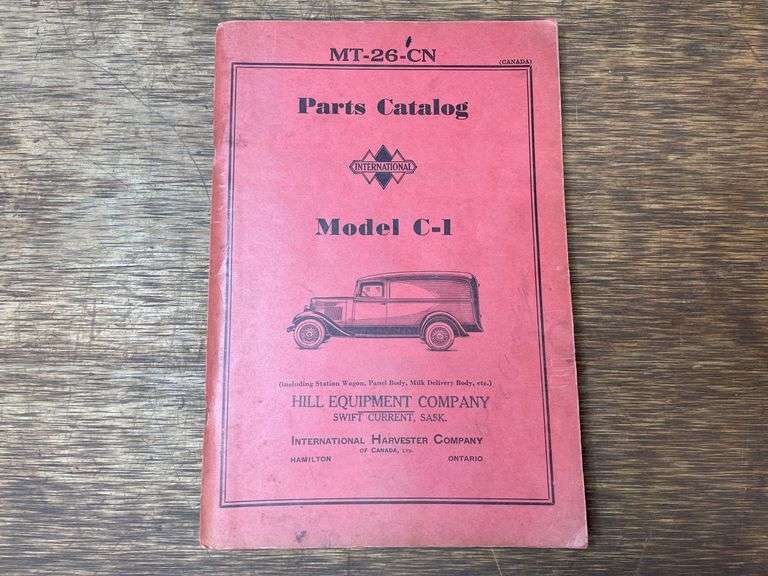 MT-26-CN
(CANADA)
Parts Catalog
INTERNATIONAL
Model C-1
(including Station Wagon, Panel Body, Milk Delivery Body, etc.)
HILL EQUIPMENT COMPANY
SWIFT CURRENT, SASK.
INTERNATIONAL HARVESTER COMPANY
OF CANADA, LTD.
HAMILTON ONTARIO